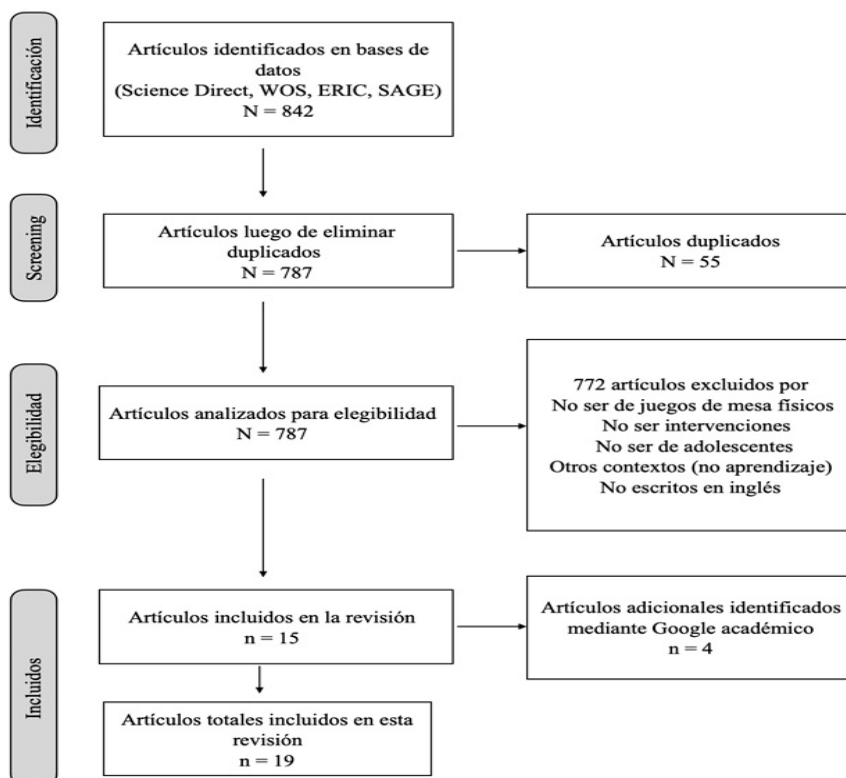 Identificación
Artículos identificados en bases de
datos
(Science Direct, WOS, ERIC, SAGE)
N = 842
Screening
Artículos luego de eliminar
duplicados
N = 787
Artículos duplicados
N = 55
Elegibilidad
Artículos analizados para elegibilidad
N = 787
772 artículos excluidos por
No ser de juegos de mesa físicos
No ser intervenciones
No ser de adolescentes
Otros contextos (no aprendizaje)
No escritos en inglés
Incluidos
Artículos incluidos en la revisión
n = 15
Artículos adicionales identificados
mediante Google académico
n = 4
Artículos totales incluidos en esta
revisión
n = 19